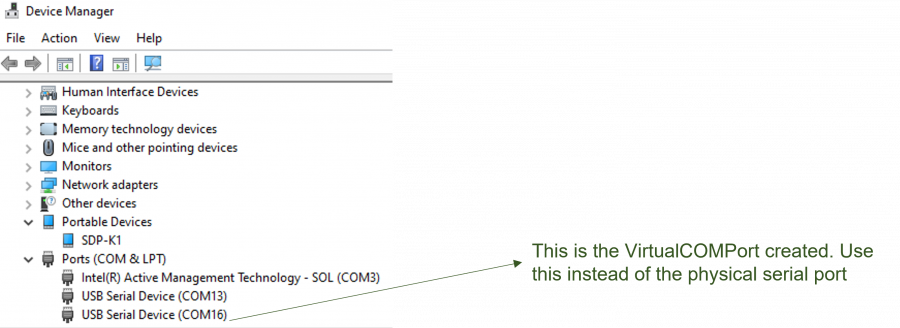 Device Manager
File Action View Help
Human Interface Devices
Keyboards
Memory technology devices
Mice and other pointing devices
Monitors
Network adapters
Other devices
Portable Devices
SDP-K1
Ports (COM & LPT)
Intel(R) Active Management Technology - SOL (COM3)
USB Serial Device (COM13)
USB Serial Device (COM16)
This is the VirtualCOMPort created. Use
this instead of the physical serial port